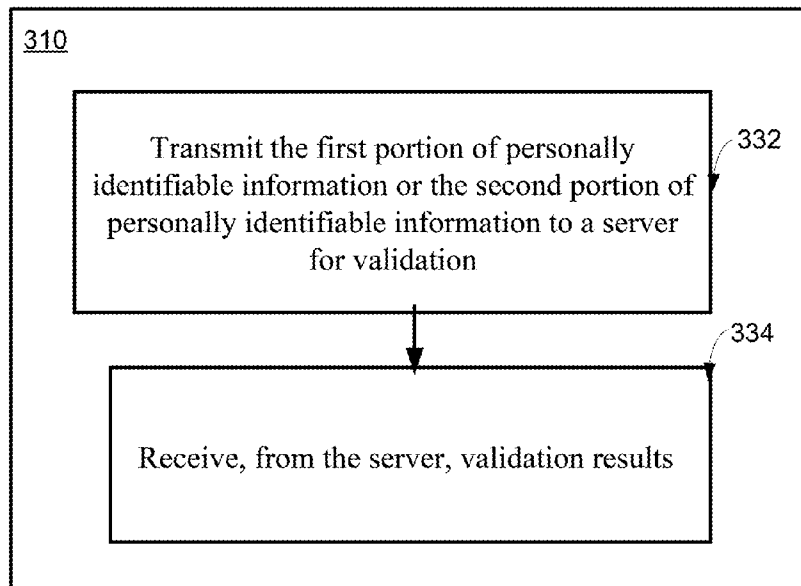 310
Transmit the first portion of personally
identifiable information or the second portion of
personally identifiable information to a server
for validation
332
334
Receive, from the server, validation results